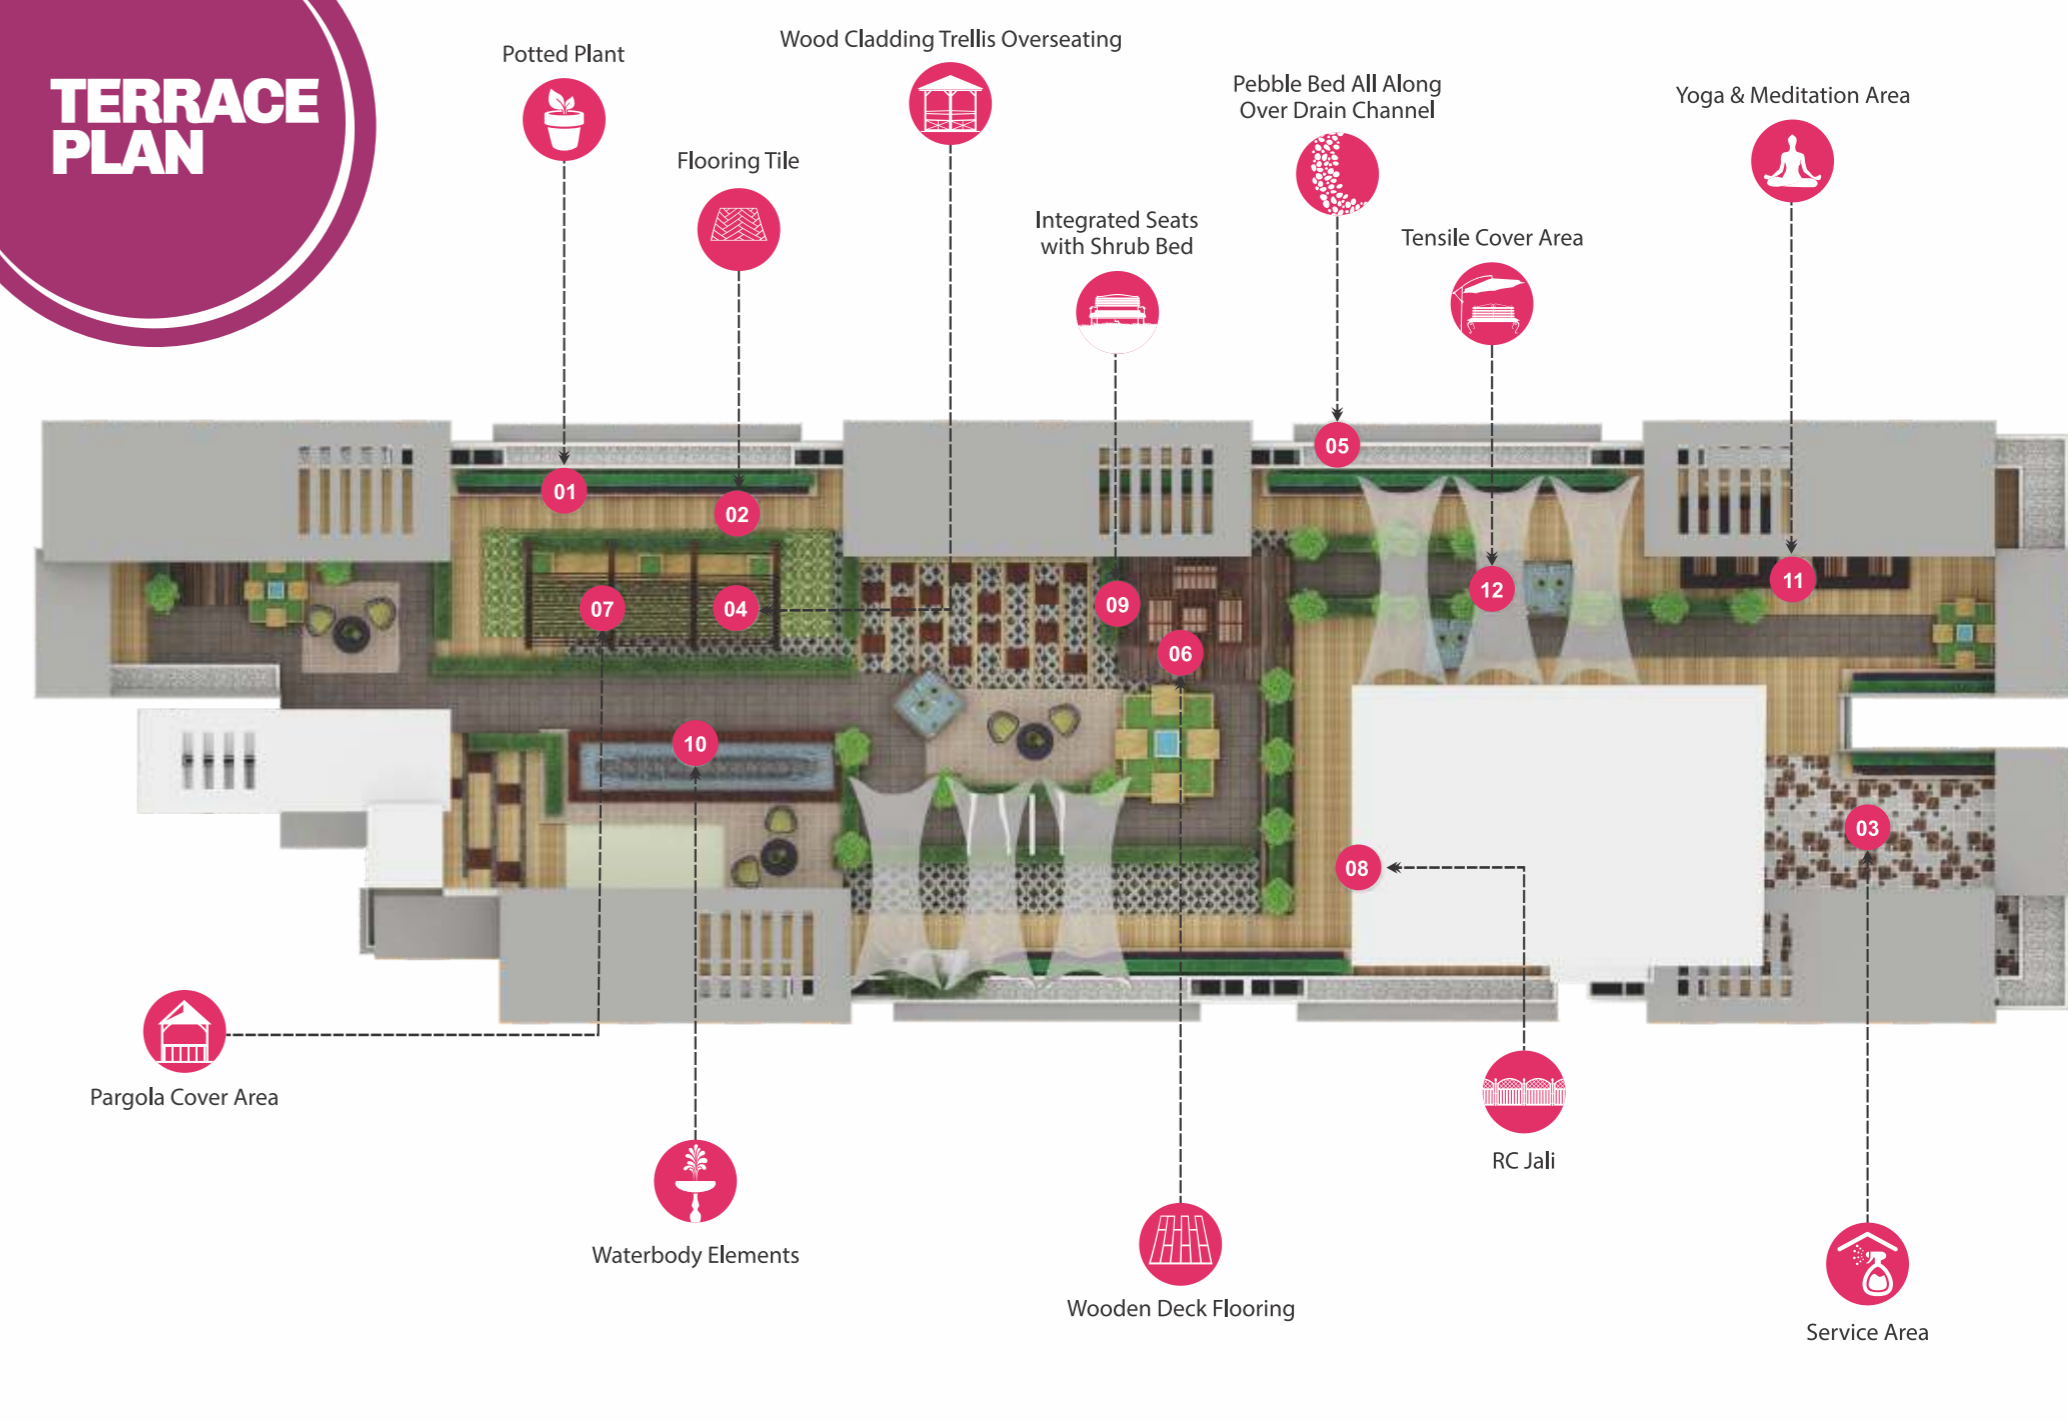 TERRACE
PLAN
Potted Plant
Wood Cladding Trellis Overseating
Flooring Tile
Pebble Bed All Along
Over Drain Channel
Yoga & Meditation Area
Integrated Seats
with Shrub Bed
Tensile Cover Area
05
01
02
07
04
09
12
11
06
10
03
08
Pargola Cover Area
RC Jali
Waterbody Elements
Wooden Deck Flooring
Service Area